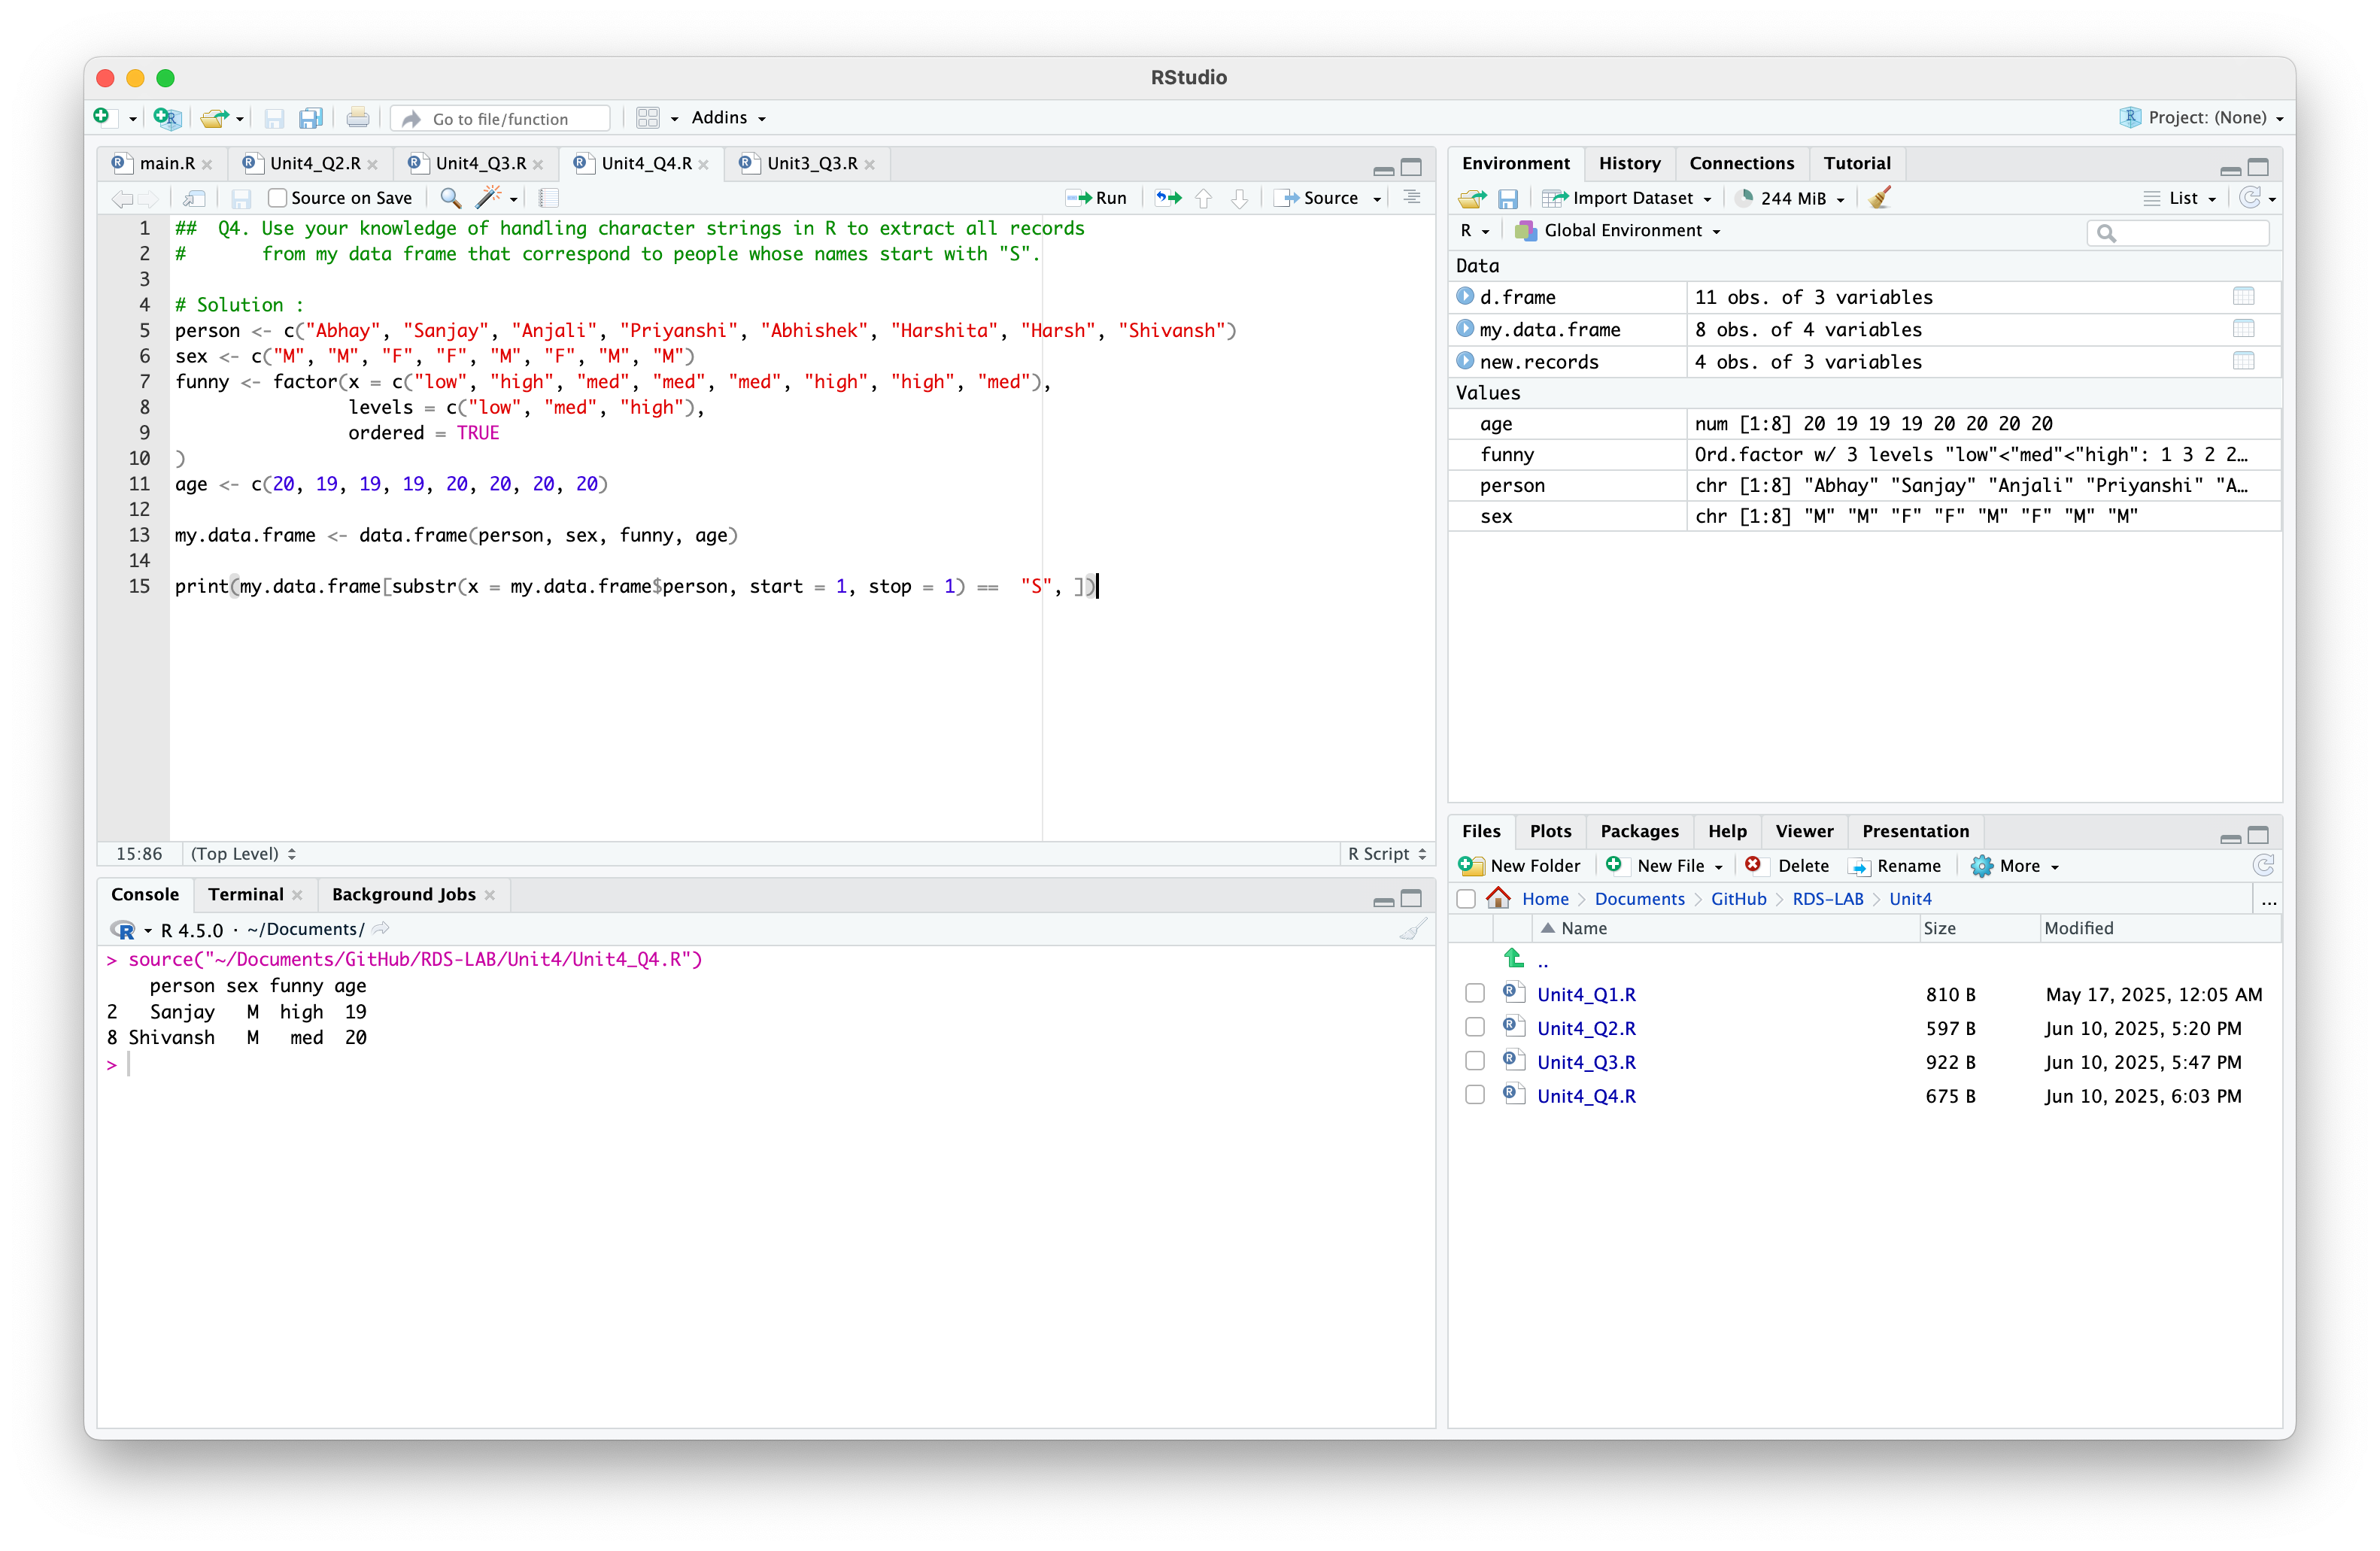 RStudio
Go to file/function
Addins
Project: (None)
main.R
Unit4_Q2.R
Unit4_Q3.R
Unit4_Q4.R
Unit3_Q3.R
Source on Save
Run
Source
1 ##  Q4. Use your knowledge of handling character strings in R to extract all records
2 #       from my data frame that correspond to people whose names start with "S".
3
4 # Solution :
5 person <- c("Abhay", "Sanjay", "Anjali", "Priyanshi", "Abhishek", "Harshita", "Harsh", "Shivansh")
6 sex <- c("M", "M", "F", "F", "M", "F", "M", "M")
7 funny <- factor(x = c("low", "high", "med", "med", "med", "high", "high", "med"),
8                 levels = c("low", "med", "high"),
9                 ordered = TRUE
10 )
11 age <- c(20, 19, 19, 19, 20, 20, 20, 20)
12
13 my.data.frame <- data.frame(person, sex, funny, age)
14
15 print(my.data.frame[substr(x = my.data.frame$person, start = 1, stop = 1) ==  "S", ])
15:86
(Top Level)
R Script
Console
Terminal
Background Jobs
R 4.5.0 · ~/Documents/
> source("~/Documents/GitHub/RDS-LAB/Unit4/Unit4_Q4.R")
    person sex funny age
2   Sanjay   M  high  19
8 Shivansh   M   med  20
>
Environment
History
Connections
Tutorial
Import Dataset
244 MiB
List
R
Global Environment
Data
d.frame 11 obs. of 3 variables
my.data.frame 8 obs. of 4 variables
new.records 4 obs. of 3 variables
Values
age num [1:8] 20 19 19 19 20 20 20 20
funny Ord.factor w/ 3 levels "low"<"med"<"high": 1 3 2 2…
person chr [1:8] "Abhay" "Sanjay" "Anjali" "Priyanshi" "A…
sex chr [1:8] "M" "M" "F" "F" "M" "F" "M" "M"
Files
Plots
Packages
Help
Viewer
Presentation
New Folder
New File
Delete
Rename
More
Home
Documents
GitHub
RDS-LAB
Unit4
...
Name
Size
Modified
..
Unit4_Q1.R 810 B May 17, 2025, 12:05 AM
Unit4_Q2.R 597 B Jun 10, 2025, 5:20 PM
Unit4_Q3.R 922 B Jun 10, 2025, 5:47 PM
Unit4_Q4.R 675 B Jun 10, 2025, 6:03 PM